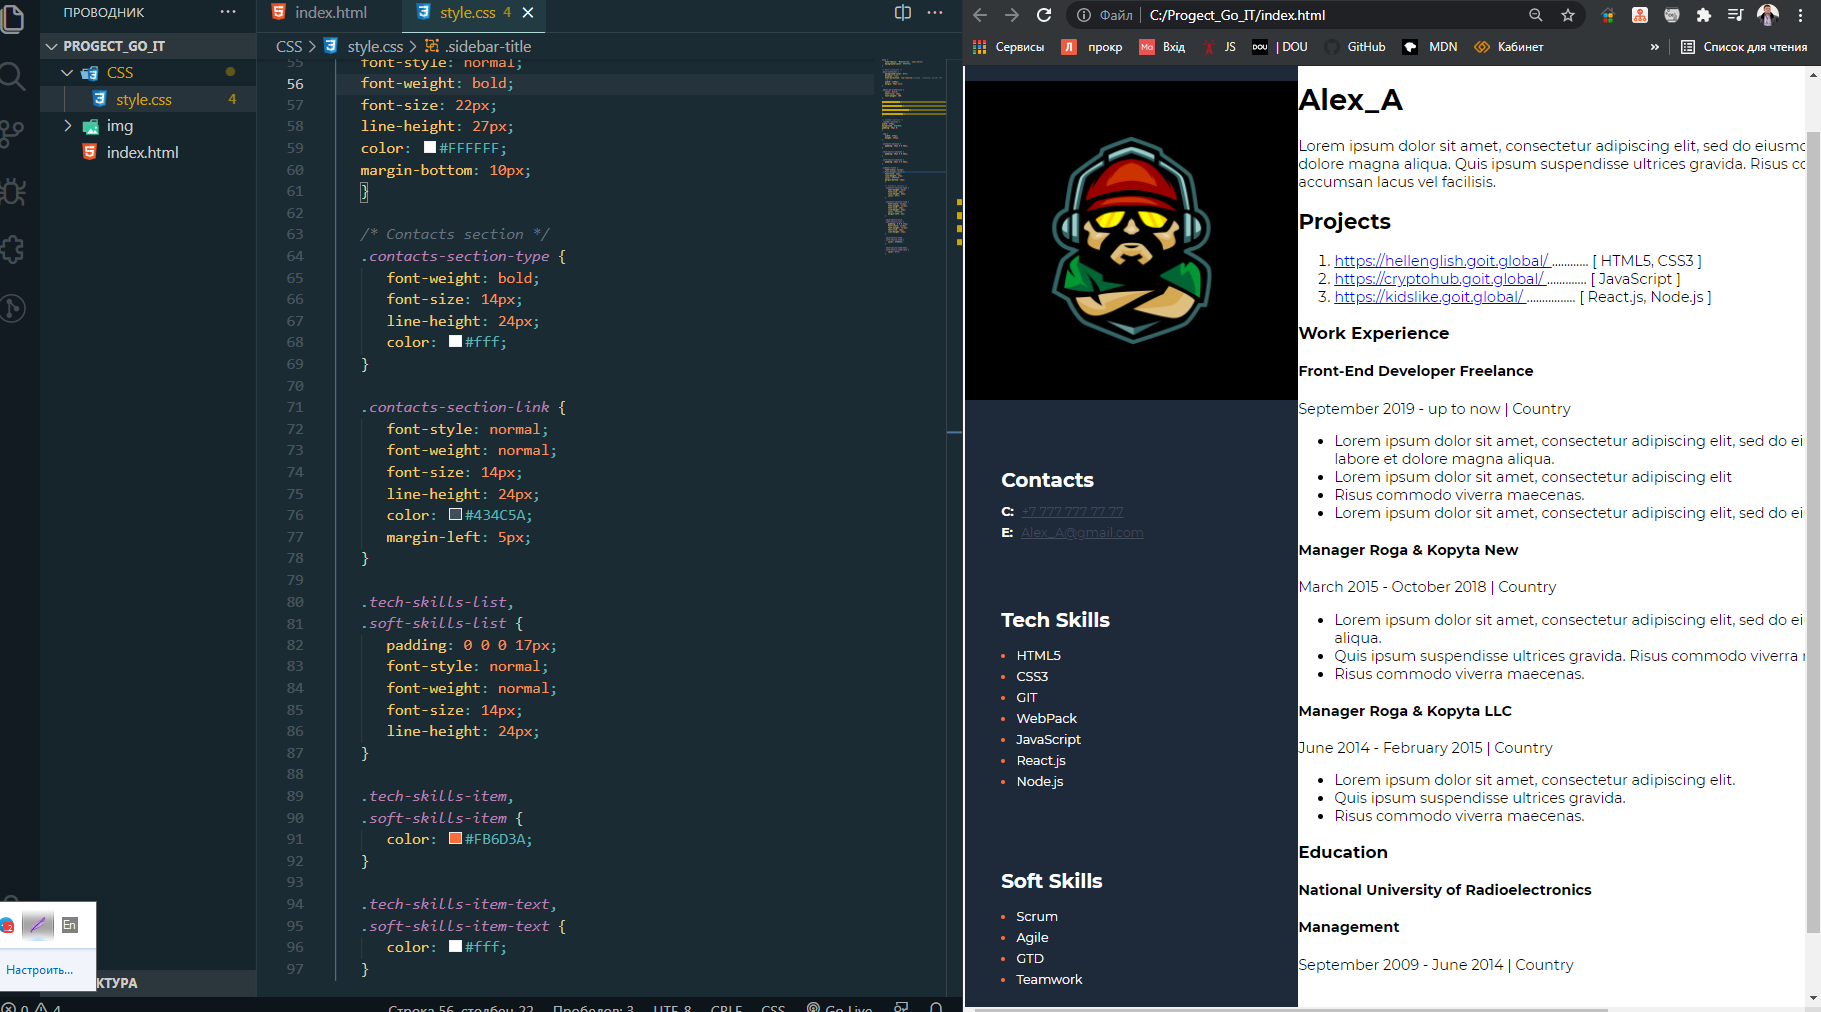 ПРОВОДНИК ···
PROGECT_GO_IT
CSS
style.css 4
img
index.html
En
Настроить...
КТУРА
0 4
index.html
style.css 4
CSS > style.css > .sidebar-title
55 font-style: normal;
56 font-weight: bold;
57 font-size: 22px;
58 line-height: 27px;
59 color: #FFFFFF;
60 margin-bottom: 10px;
61 }
62
63 /* Contacts section */
64 .contacts-section-type {
65 font-weight: bold;
66 font-size: 14px;
67 line-height: 24px;
68 color: #fff;
69 }
70
71 .contacts-section-link {
72 font-style: normal;
73 font-weight: normal;
74 font-size: 14px;
75 line-height: 24px;
76 color: #434C5A;
77 margin-left: 5px;
78 }
79
80 .tech-skills-list,
81 .soft-skills-list {
82 padding: 0 0 0 17px;
83 font-style: normal;
84 font-weight: normal;
85 font-size: 14px;
86 line-height: 24px;
87 }
88
89 .tech-skills-item,
90 .soft-skills-item {
91 color: #FB6D3A;
92 }
93
94 .tech-skills-item-text,
95 .soft-skills-item-text {
96 color: #fff;
97 }
Строка 56, столбец 22 Пробелов: 3 UTF-8 CRLF CSS Go Live
Файл | C:/Progect_Go_IT/index.html
Сервисы Л прокр Ma Вхід JS DOU | DOU GitHub MDN Кабинет » Список для чтения
Contacts
C: +7 777 777 77 77
E: Alex_A@gmail.com
Tech Skills
HTML5
CSS3
GIT
WebPack
JavaScript
React.js
Node.js
Soft Skills
Scrum
Agile
GTD
Teamwork
Alex_A
Lorem ipsum dolor sit amet, consectetur adipiscing elit, sed do eiusmo
dolore magna aliqua. Quis ipsum suspendisse ultrices gravida. Risus co
accumsan lacus vel facilisis.
Projects
1. https://hellenglish.goit.global/ ............ [ HTML5, CSS3 ]
2. https://cryptohub.goit.global/ ............. [ JavaScript ]
3. https://kidslike.goit.global/ ................ [ React.js, Node.js ]
Work Experience
Front-End Developer Freelance
September 2019 - up to now | Country
• Lorem ipsum dolor sit amet, consectetur adipiscing elit, sed do ei
labore et dolore magna aliqua.
• Lorem ipsum dolor sit amet, consectetur adipiscing elit
• Risus commodo viverra maecenas.
• Lorem ipsum dolor sit amet, consectetur adipiscing elit, sed do ei
Manager Roga & Kopyta New
March 2015 - October 2018 | Country
• Lorem ipsum dolor sit amet, consectetur adipiscing elit, sed do ei
aliqua.
• Quis ipsum suspendisse ultrices gravida. Risus commodo viverra
• Risus commodo viverra maecenas.
Manager Roga & Kopyta LLC
June 2014 - February 2015 | Country
• Lorem ipsum dolor sit amet, consectetur adipiscing elit.
• Quis ipsum suspendisse ultrices gravida.
• Risus commodo viverra maecenas.
Education
National University of Radioelectronics
Management
September 2009 - June 2014 | Country